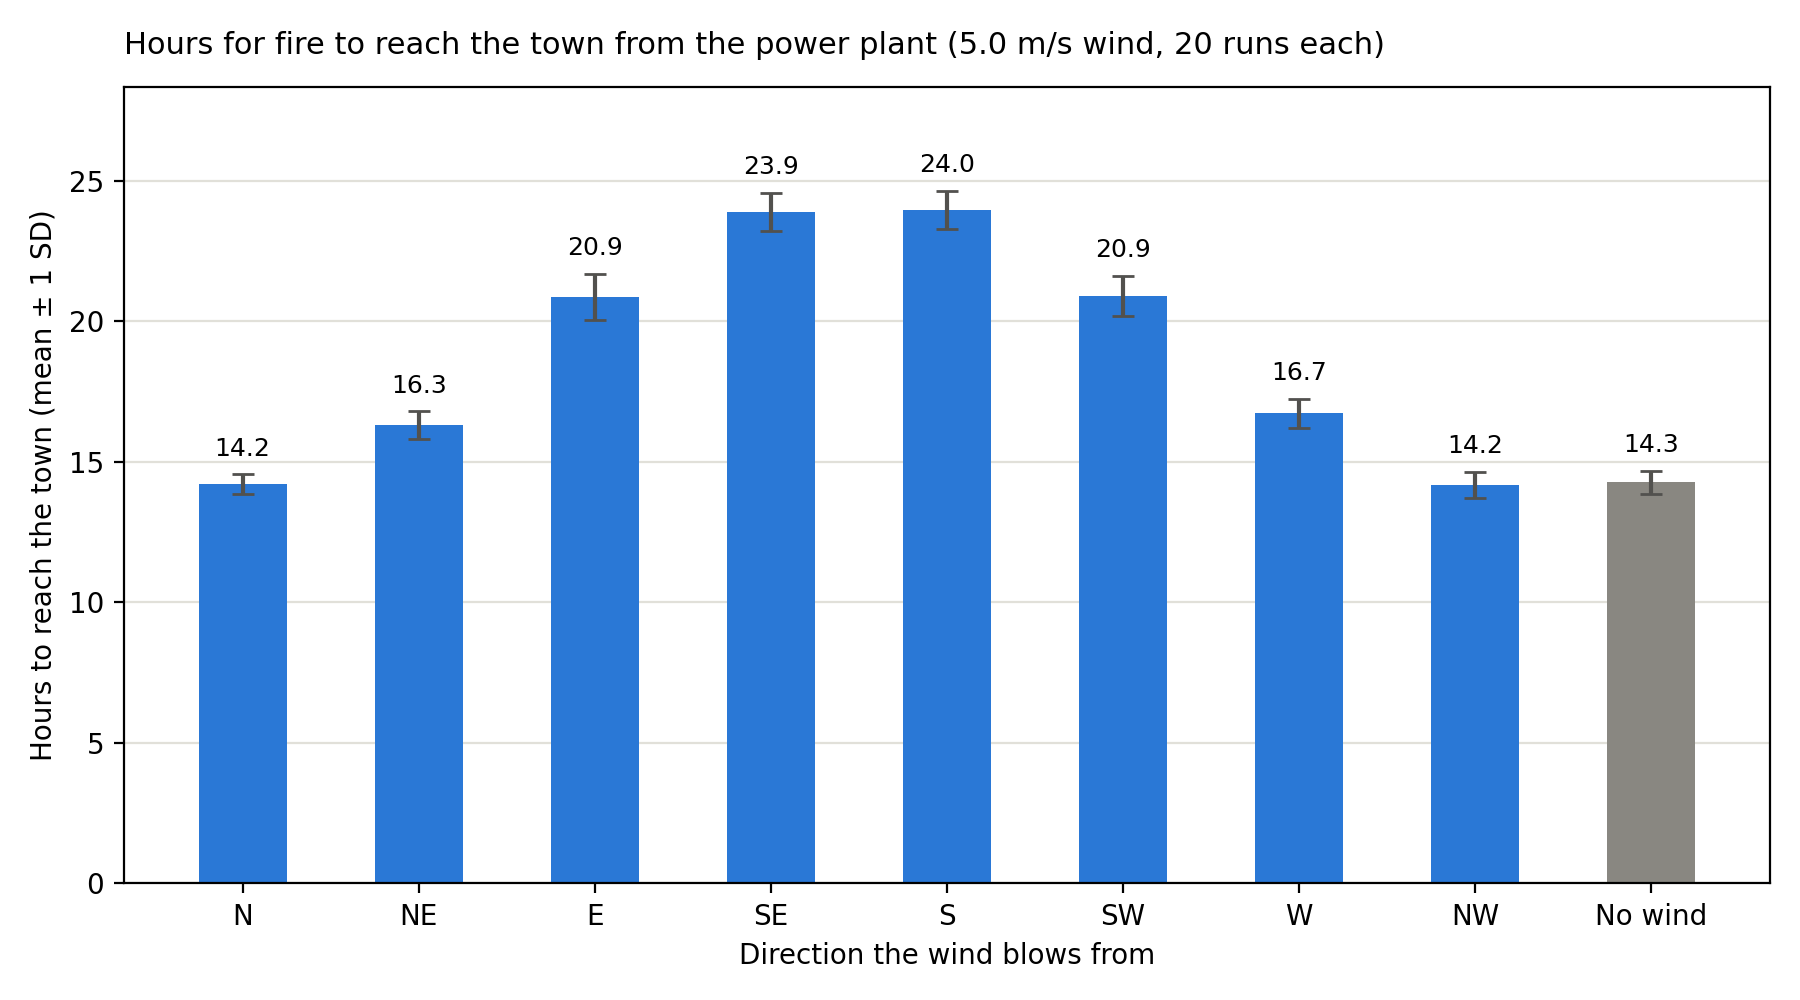 Hours for fire to reach the town from the power plant (5.0 m/s wind, 20 runs each)
Hours to reach the town (mean ± 1 SD)
25
20
15
10
5
0
14.2
16.3
20.9
23.9
24.0
20.9
16.7
14.2
14.3
N
NE
E
SE
S
SW
W
NW
No wind
Direction the wind blows from